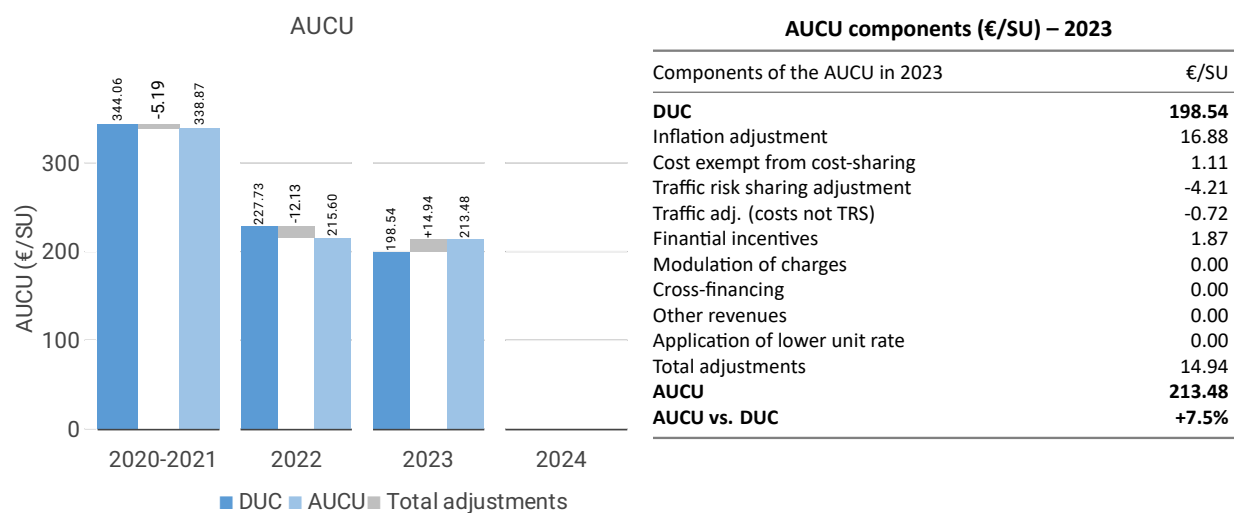 AUCU
AUCU (€/SU)
300
200
100
0
344.06
-5.19
338.87
227.73
-12.13
215.60
198.54
+14.94
213.48
2020-2021
2022
2023
2024
DUC
AUCU
Total adjustments
AUCU components (€/SU) – 2023
Components of the AUCU in 2023 €/SU
DUC 198.54
Inflation adjustment 16.88
Cost exempt from cost-sharing 1.11
Traffic risk sharing adjustment -4.21
Traffic adj. (costs not TRS) -0.72
Finantial incentives 1.87
Modulation of charges 0.00
Cross-financing 0.00
Other revenues 0.00
Application of lower unit rate 0.00
Total adjustments 14.94
AUCU 213.48
AUCU vs. DUC +7.5%